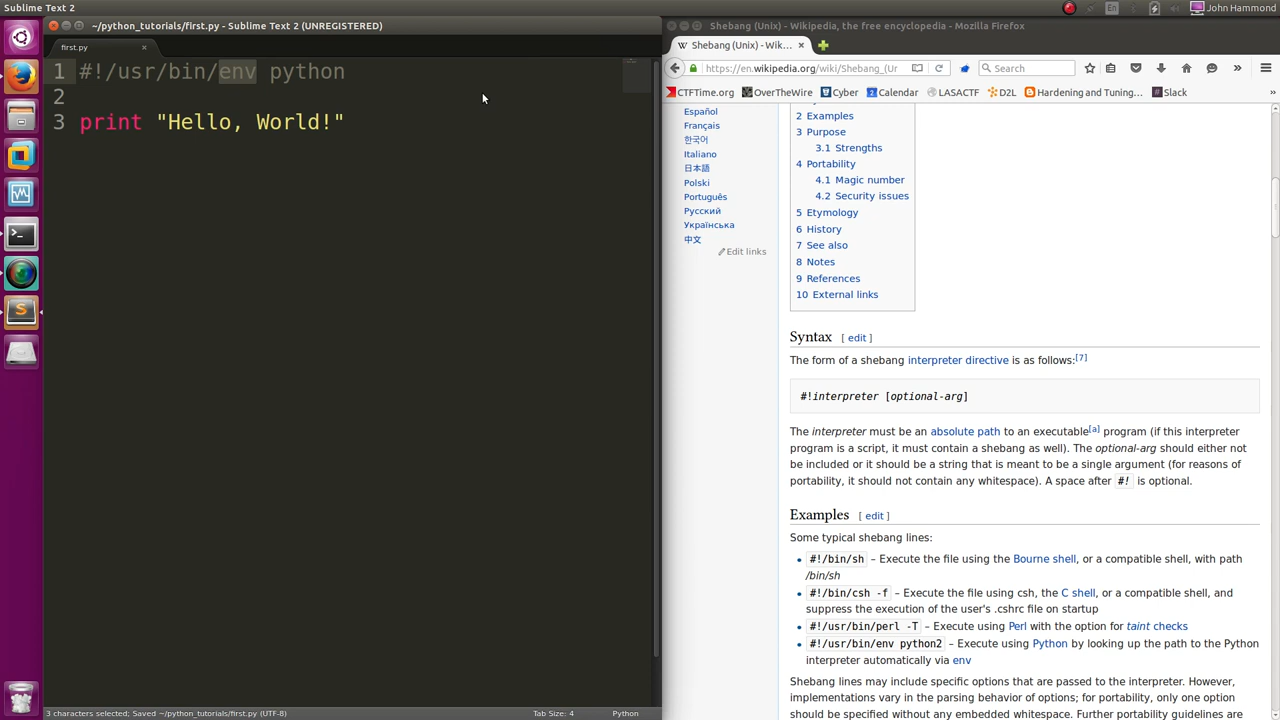 Sublime Text 2
En
John Hammond
~/python_tutorials/first.py - Sublime Text 2 (UNREGISTERED)
first.py
1 #!/usr/bin/env python
2
3 print "Hello, World!"
3 characters selected; Saved ~/python_tutorials/first.py (UTF-8)
Tab Size: 4
Python
Shebang (Unix) - Wikipedia, the free encyclopedia - Mozilla Firefox
W Shebang (Unix) - Wik...
https://en.wikipedia.org/wiki/Shebang_(Ur
Search
CTFTime.org
OverTheWire
Cyber
Calendar
LASACTF
D2L
Hardening and Tuning...
Slack
Español
Français
한국어
Italiano
日本語
Polski
Português
Русский
Українська
中文
Edit links
2 Examples
3 Purpose
3.1 Strengths
4 Portability
4.1 Magic number
4.2 Security issues
5 Etymology
6 History
7 See also
8 Notes
9 References
10 External links
Syntax [ edit ]
The form of a shebang interpreter directive is as follows:[7]
#!interpreter [optional-arg]
The interpreter must be an absolute path to an executable[a] program (if this interpreter
program is a script, it must contain a shebang as well). The optional-arg should either not
be included or it should be a string that is meant to be a single argument (for reasons of
portability, it should not contain any whitespace). A space after #! is optional.
Examples [ edit ]
Some typical shebang lines:
#!/bin/sh – Execute the file using the Bourne shell, or a compatible shell, with path
/bin/sh
#!/bin/csh -f – Execute the file using csh, the C shell, or a compatible shell, and
suppress the execution of the user's .cshrc file on startup
#!/usr/bin/perl -T – Execute using Perl with the option for taint checks
#!/usr/bin/env python2 – Execute using Python by looking up the path to the Python
interpreter automatically via env
Shebang lines may include specific options that are passed to the interpreter. However,
implementations vary in the parsing behavior of options; for portability, only one option
should be specified without any embedded whitespace. Further portability guidelines are